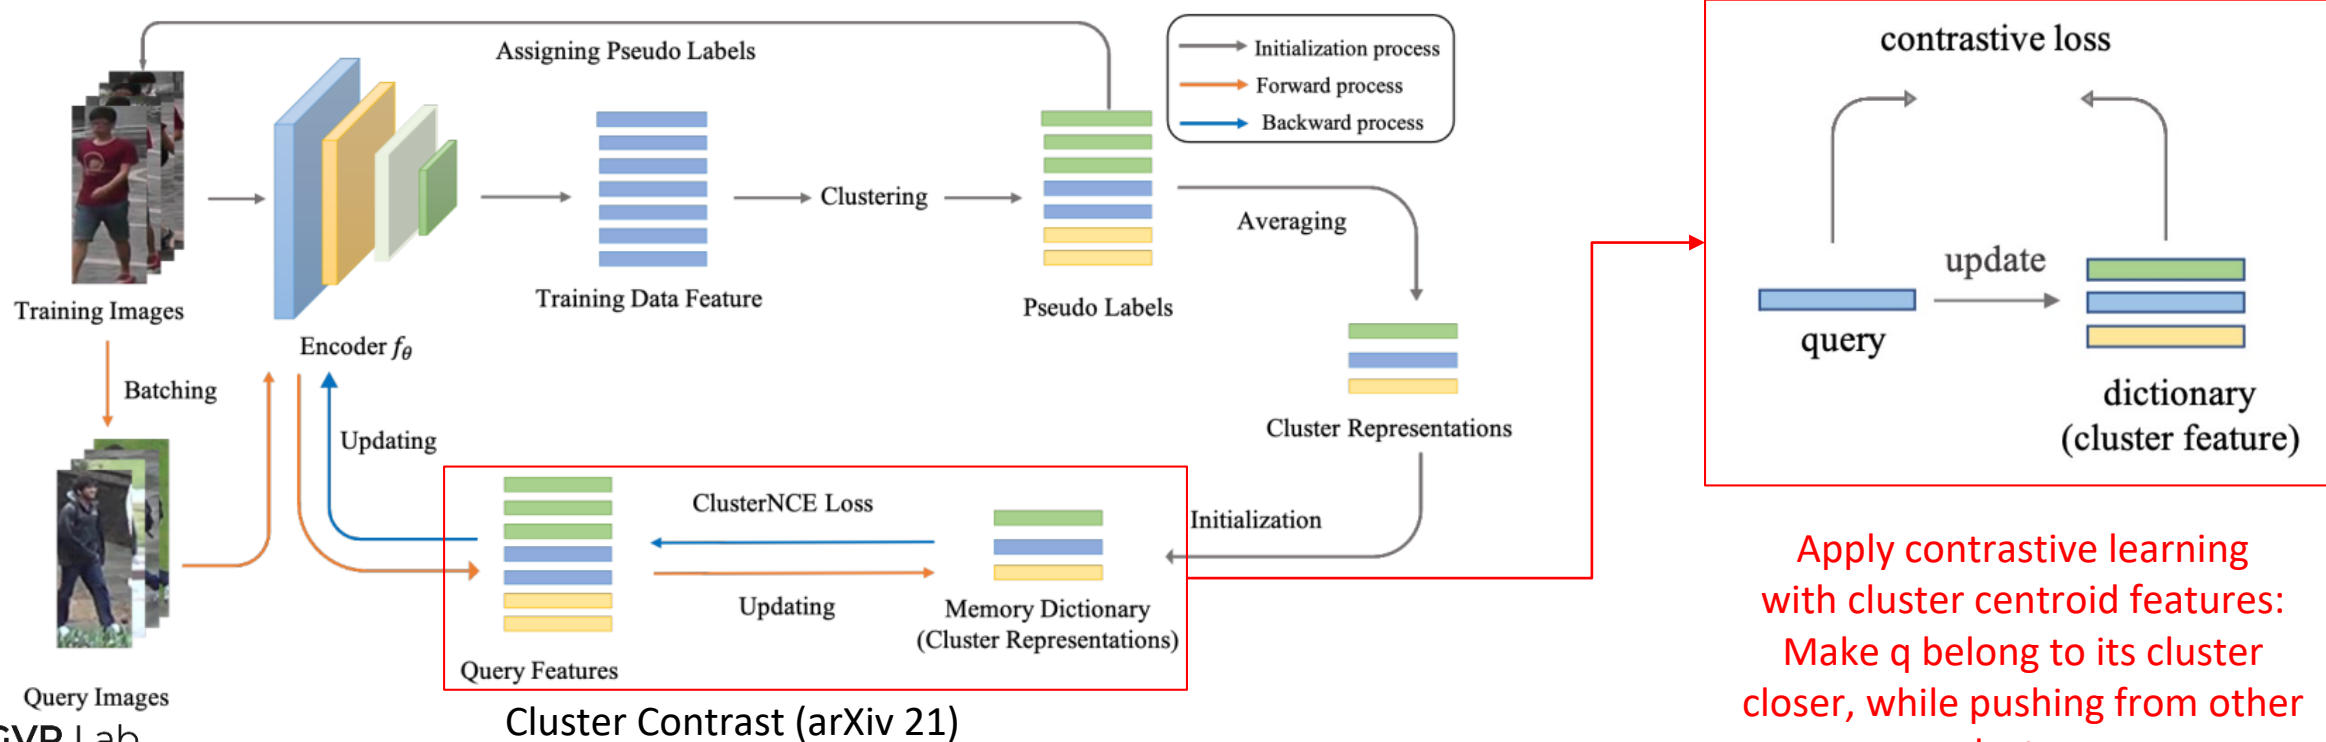 Assigning Pseudo Labels
Initialization process
Forward process
Backward process
contrastive loss
Clustering
Averaging
update
Training Images
Training Data Feature
Pseudo Labels
query
Encoder fθ
dictionary
(cluster feature)
Batching
Cluster Representations
Updating
ClusterNCE Loss
Initialization
Updating
Memory Dictionary
(Cluster Representations)
Query Features
Query Images
Apply contrastive learning
with cluster centroid features:
Make q belong to its cluster
closer, while pushing from other
Cluster Contrast (arXiv 21)
Lab